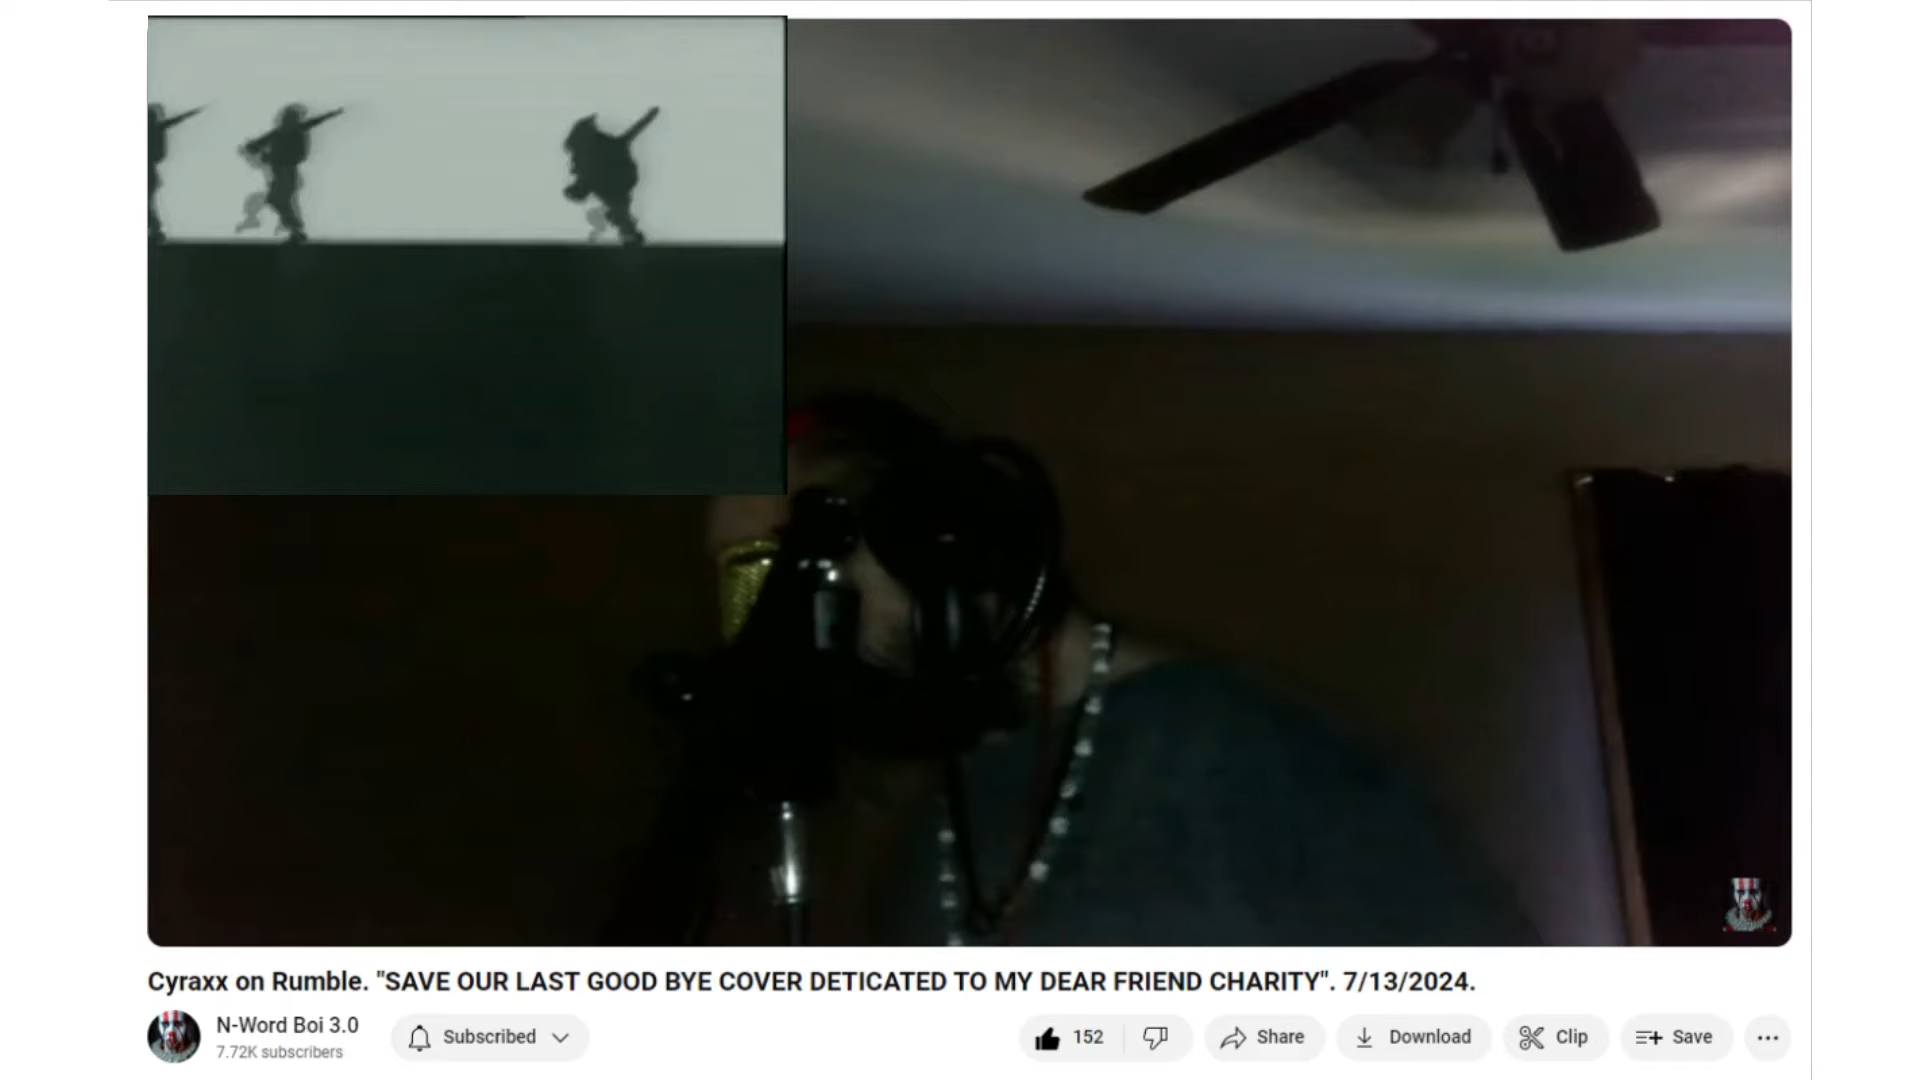 Cyraxx on Rumble. "SAVE OUR LAST GOOD BYE COVER DETICATED TO MY DEAR FRIEND CHARITY". 7/13/2024.
N-Word Boi 3.0
7.72K subscribers
Subscribed
152
Share
Download
Clip
Save